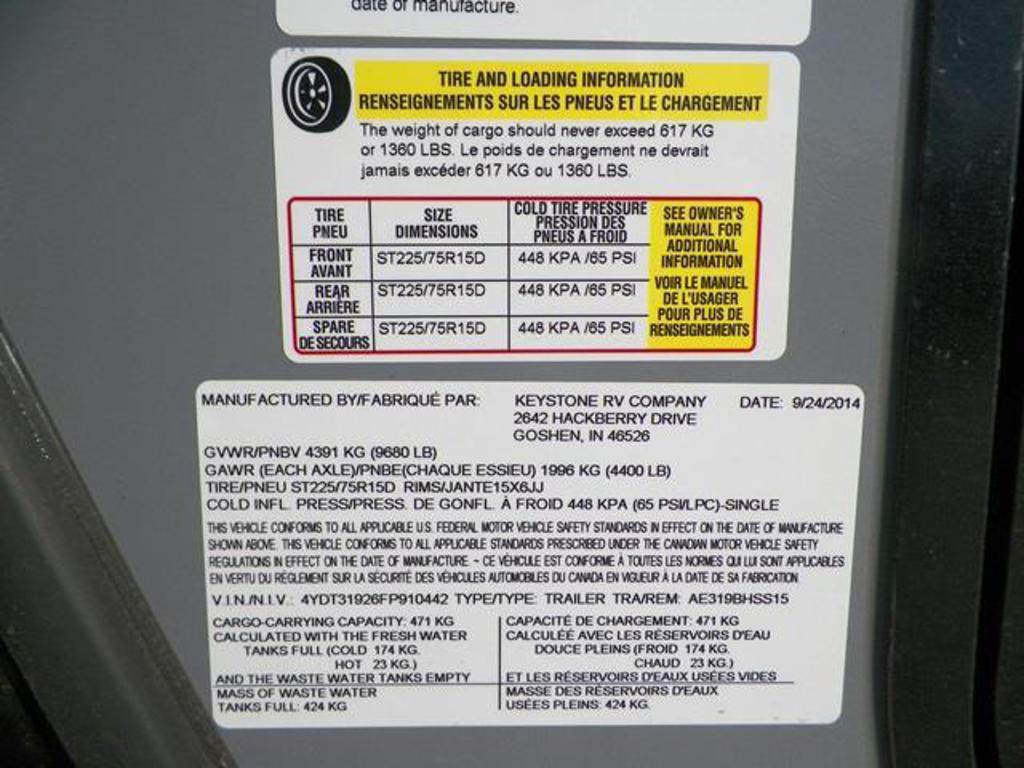 date of manufacture.
TIRE AND LOADING INFORMATION
RENSEIGNEMENTS SUR LES PNEUS ET LE CHARGEMENT
The weight of cargo should never exceed 617 KG
or 1360 LBS. Le poids de chargement ne devrait
jamais excéder 617 KG ou 1360 LBS.
TIRE PNEU
SIZE DIMENSIONS
COLD TIRE PRESSURE PRESSION DES PNEUS A FROID
FRONT AVANT ST225/75R15D 448 KPA /65 PSI
REAR ARRIÈRE ST225/75R15D 448 KPA /65 PSI
SPARE DE SECOURS ST225/75R15D 448 KPA /65 PSI
SEE OWNER'S
MANUAL FOR
ADDITIONAL
INFORMATION
VOIR LE MANUEL
DE L'USAGER
POUR PLUS DE
RENSEIGNEMENTS
MANUFACTURED BY/FABRIQUÉ PAR: KEYSTONE RV COMPANY DATE: 9/24/2014
2642 HACKBERRY DRIVE
GOSHEN, IN 46526
GVWR/PNBV 4391 KG (9680 LB)
GAWR (EACH AXLE)/PNBE(CHAQUE ESSIEU) 1996 KG (4400 LB)
TIRE/PNEU ST225/75R15D RIMS/JANTE15X6JJ
COLD INFL. PRESS/PRESS. DE GONFL. À FROID 448 KPA (65 PSI/LPC)-SINGLE
THIS VEHICLE CONFORMS TO ALL APPLICABLE U.S. FEDERAL MOTOR VEHICLE SAFETY STANDARDS IN EFFECT ON THE DATE OF MANUFACTURE
SHOWN ABOVE. THIS VEHICLE CONFORMS TO ALL APPLICABLE STANDARDS PRESCRIBED UNDER THE CANADIAN MOTOR VEHICLE SAFETY
REGULATIONS IN EFFECT ON THE DATE OF MANUFACTURE. ~ CE VÉHICULE EST CONFORME À TOUTES LES NORMES QUI LUI SONT APPLICABLES
EN VERTU DU RÉGLEMENT SUR LA SÉCURITÉ DES VÉHICULES AUTOMOBILES DU CANADA EN VIGUEUR À LA DATE DE SA FABRICATION.
V.I.N./N.I.V.: 4YDT31926FP910442 TYPE/TYPE: TRAILER TRA/REM: AE319BHSS15
CARGO-CARRYING CAPACITY: 471 KG
CALCULATED WITH THE FRESH WATER
TANKS FULL (COLD 174 KG.
HOT 23 KG.)
AND THE WASTE WATER TANKS EMPTY
MASS OF WASTE WATER
TANKS FULL: 424 KG
CAPACITÉ DE CHARGEMENT: 471 KG
CALCULÉE AVEC LES RÉSERVOIRS D'EAU
DOUCE PLEINS (FROID 174 KG.
CHAUD 23 KG.)
ET LES RÉSERVOIRS D'EAUX USÉES VIDES
MASSE DES RÉSERVOIRS D'EAUX
USÉES PLEINS: 424 KG.